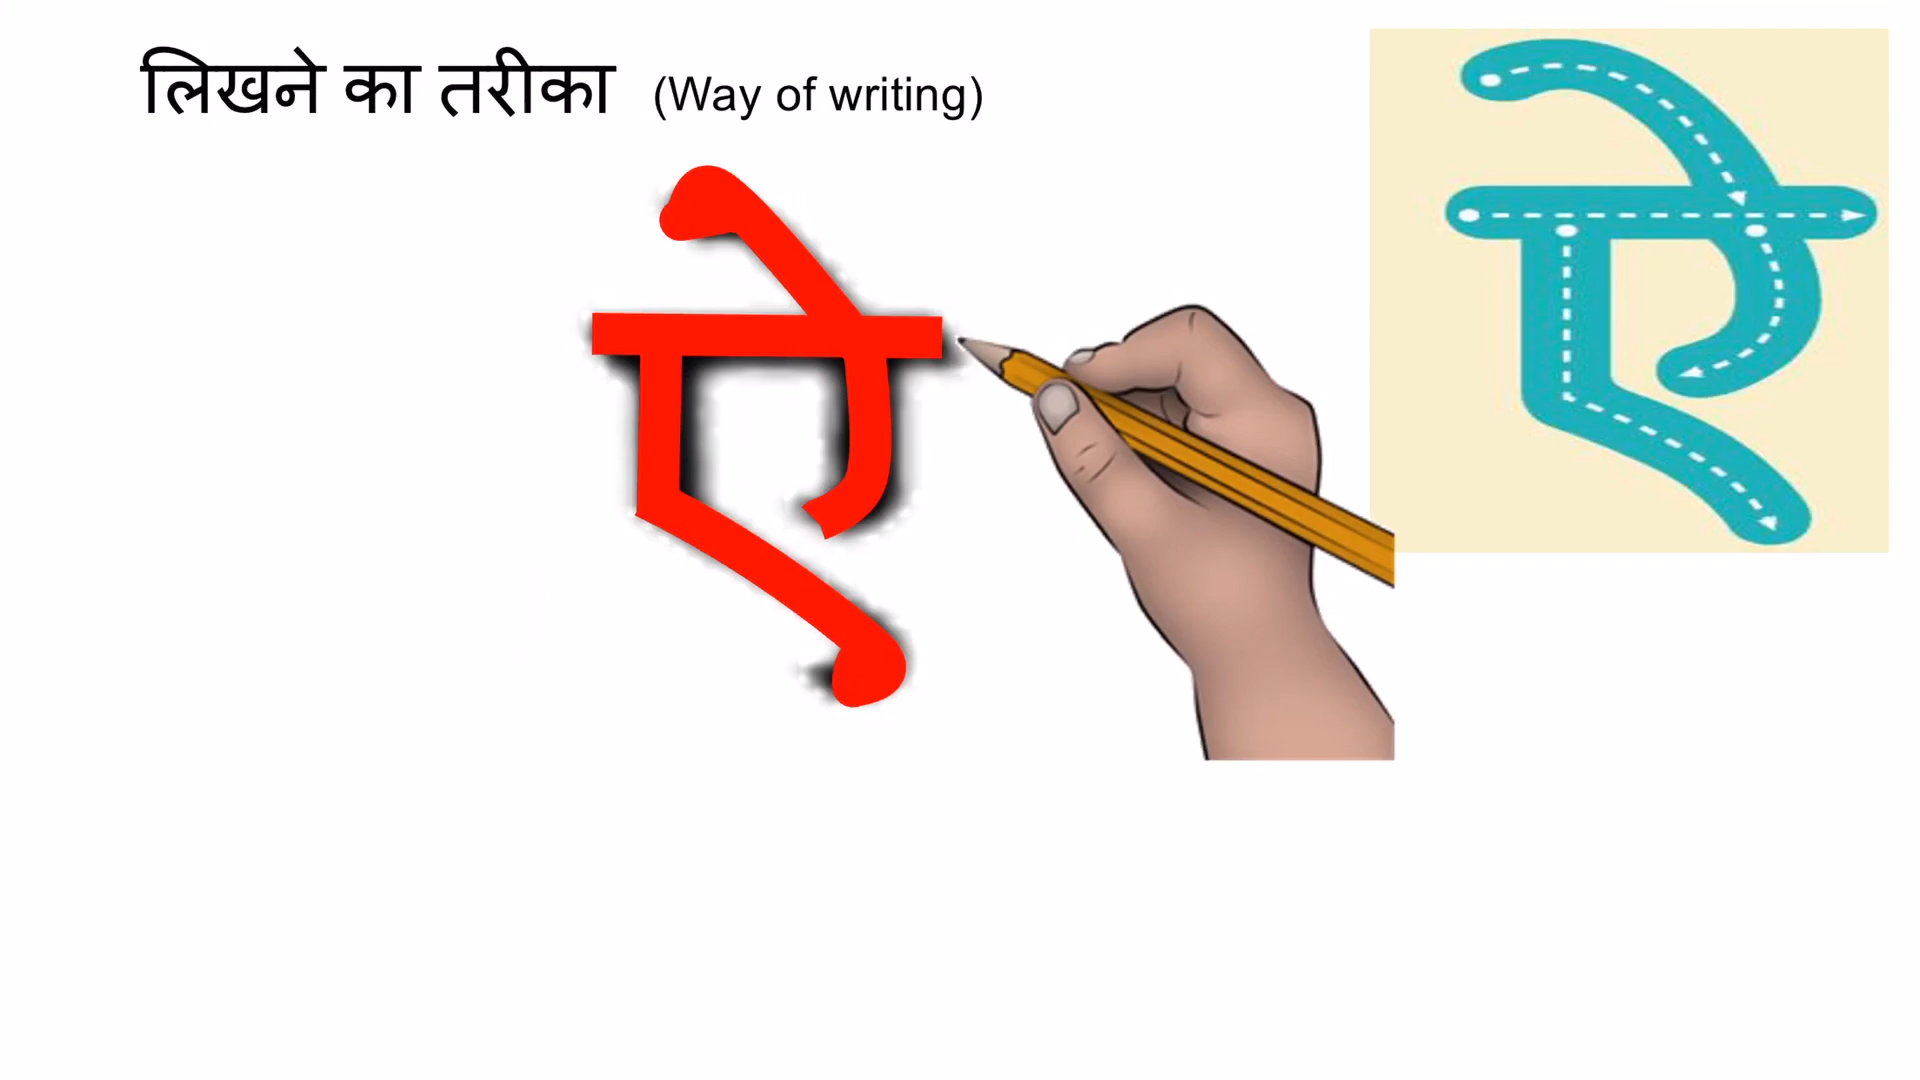 लिखने का तरीका (Way of writing)
ऐ
ऐ